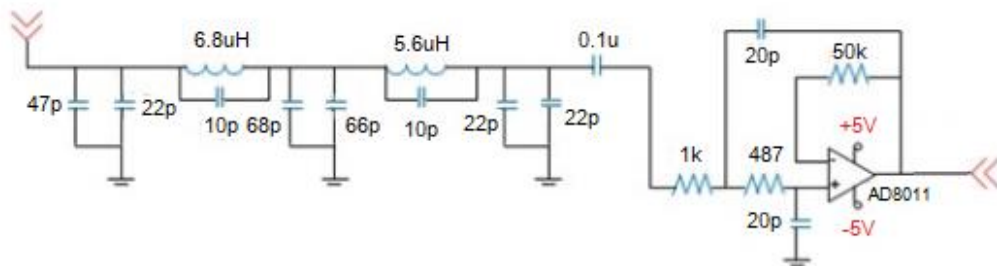 6.8uH
5.6uH
0.1u
20p
50k
47p
22p
10p
68p
66p
10p
22p
22p
+5V
1k
487
-
+
AD8011
20p
-5V